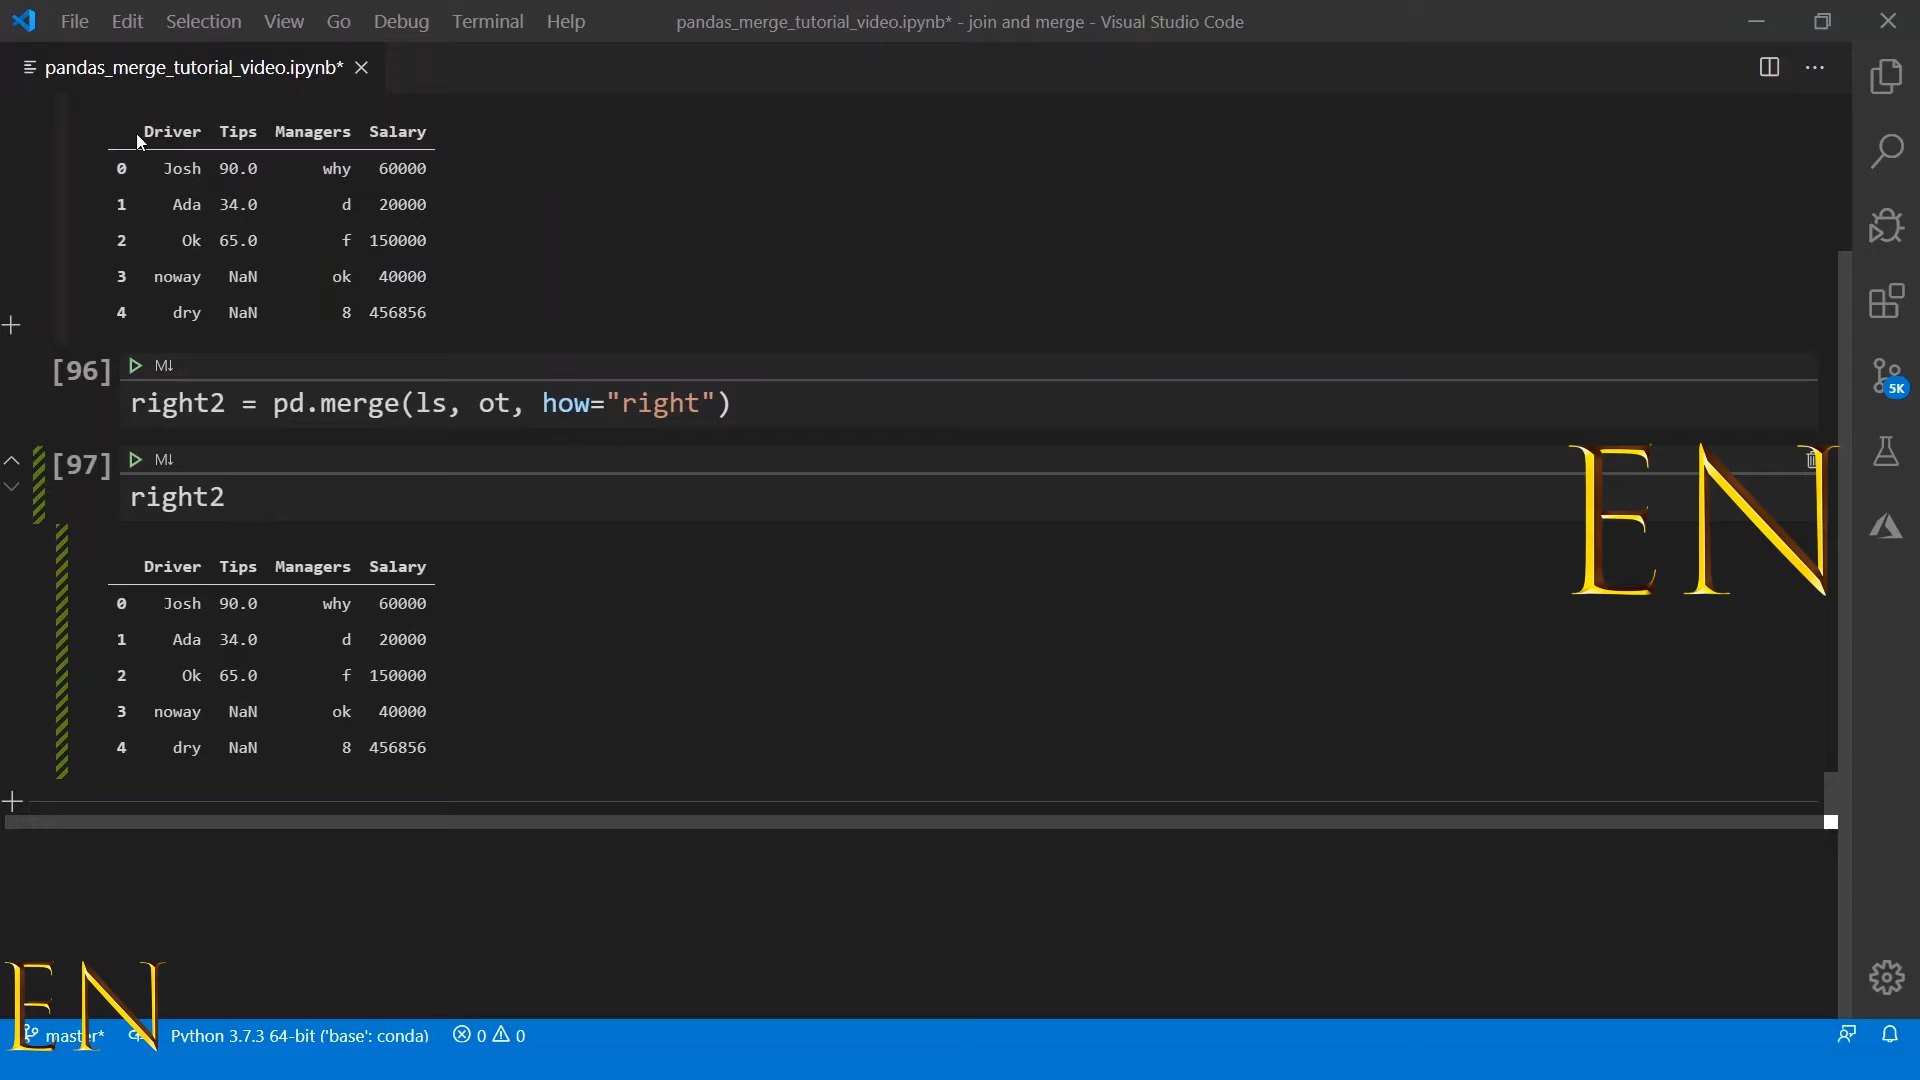 File Edit Selection View Go Debug Terminal Help
pandas_merge_tutorial_video.ipynb* - join and merge - Visual Studio Code
pandas_merge_tutorial_video.ipynb*
Driver Tips Managers Salary
0 Josh 90.0 why 60000
1 Ada 34.0 d 20000
2 Ok 65.0 f 150000
3 noway NaN ok 40000
4 dry NaN 8 456856
[96] M↓
right2 = pd.merge(ls, ot, how="right")
5K
[97] M↓
right2
EN
Driver Tips Managers Salary
0 Josh 90.0 why 60000
1 Ada 34.0 d 20000
2 Ok 65.0 f 150000
3 noway NaN ok 40000
4 dry NaN 8 456856
EN
master* Python 3.7.3 64-bit ('base': conda) 0 0